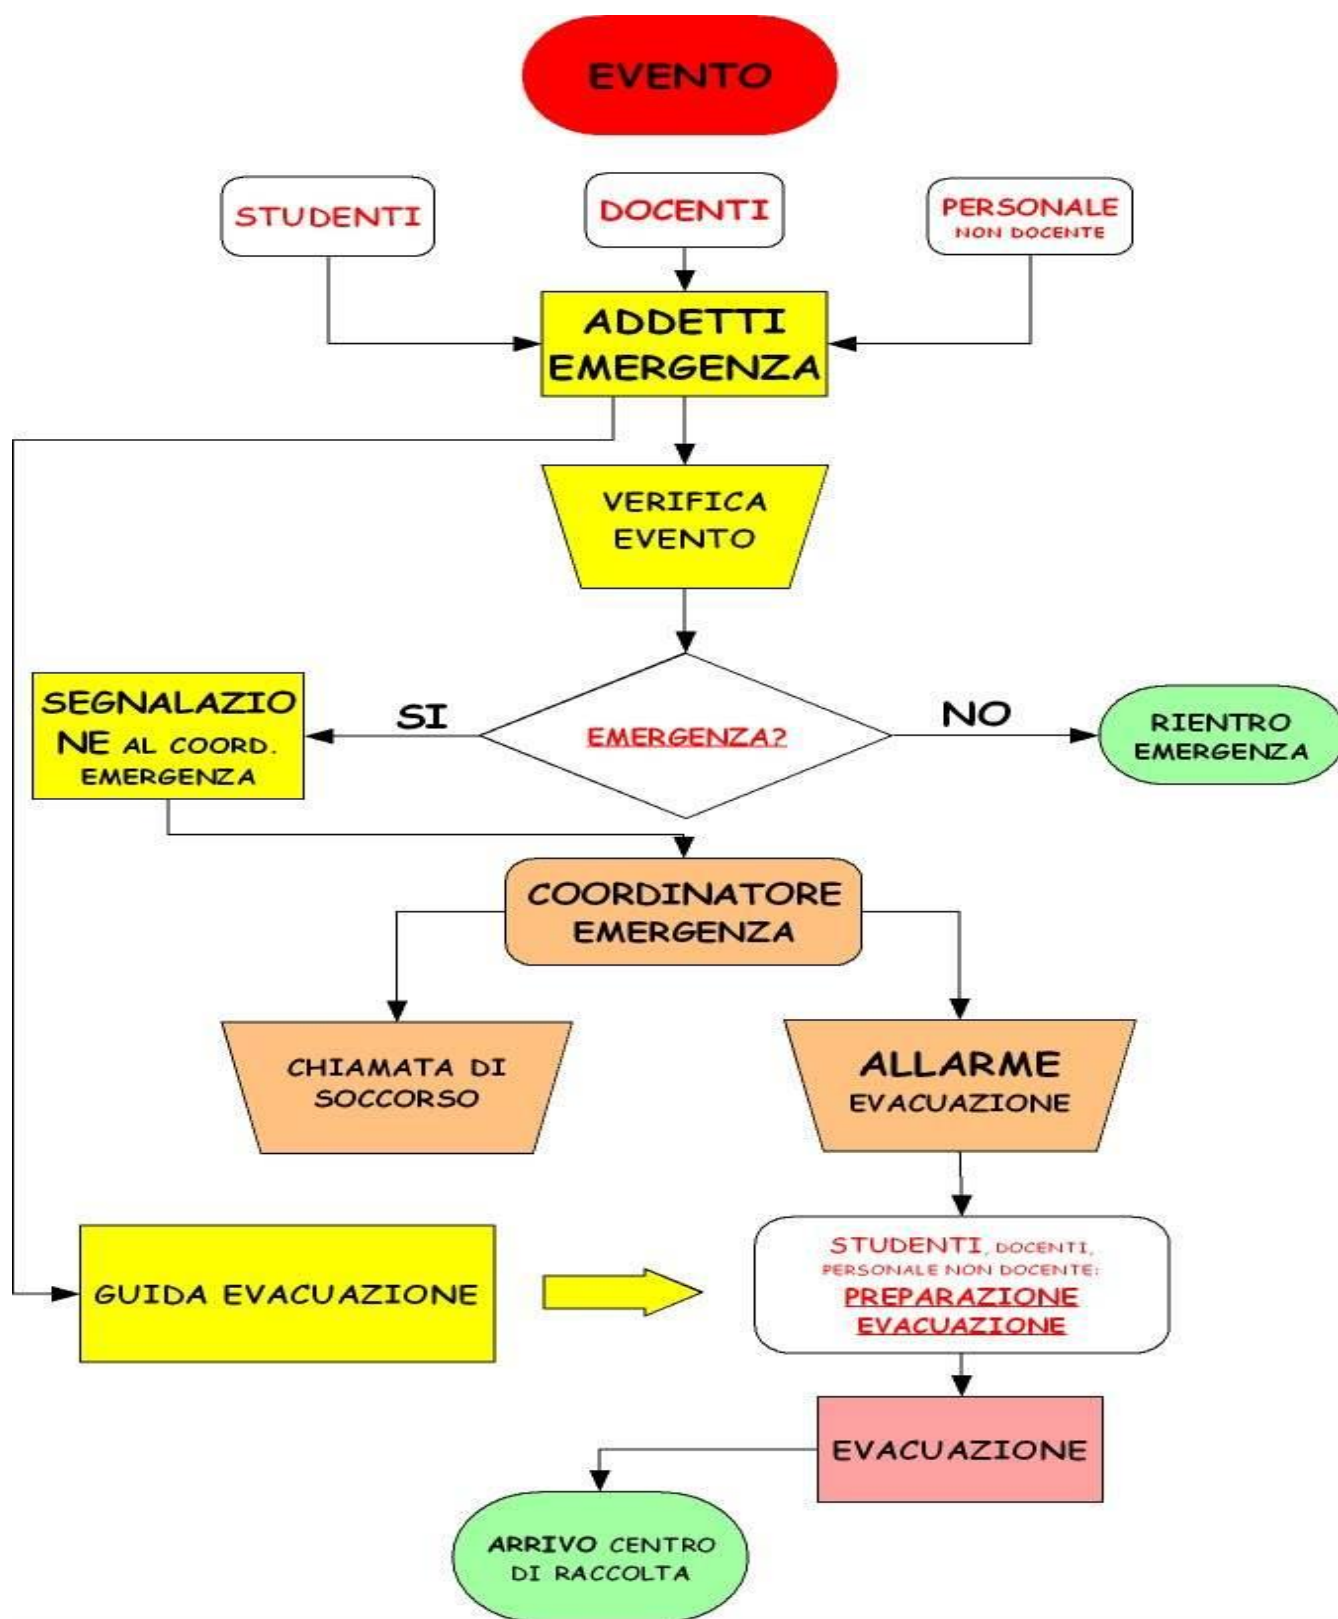 EVENTO
STUDENTI
DOCENTI
PERSONALE
NON DOCENTE
ADDETTI
EMERGENZA
VERIFICA
EVENTO
SEGNALAZIO
NE AL COORD.
EMERGENZA
SI
EMERGENZA?
NO
RIENTRO
EMERGENZA
COORDINATORE
EMERGENZA
CHIAMATA DI
SOCCORSO
ALLARME
EVACUAZIONE
GUIDA EVACUAZIONE
STUDENTI, DOCENTI,
PERSONALE NON DOCENTE:
PREPARAZIONE
EVACUAZIONE
EVACUAZIONE
ARRIVO CENTRO
DI RACCOLTA